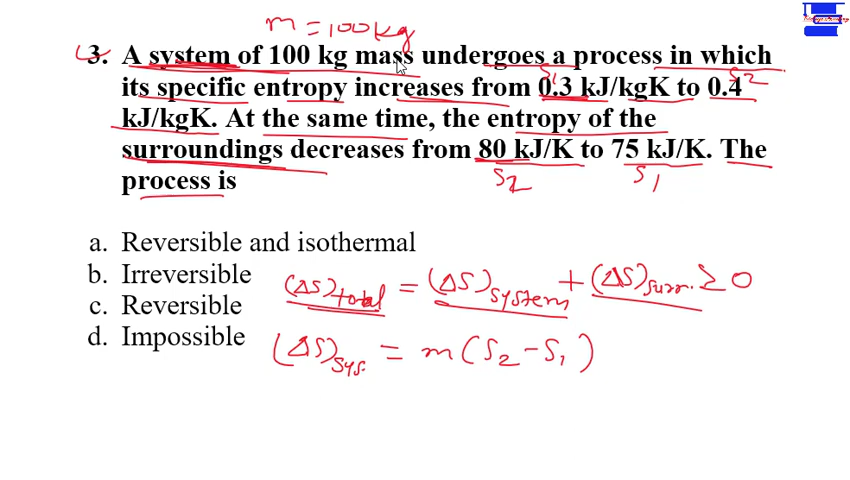 m = 100 kg
3. A system of 100 kg mass undergoes a process in which
S1 S2
its specific entropy increases from 0.3 kJ/kgK to 0.4
kJ/kgK. At the same time, the entropy of the
surroundings decreases from 80 kJ/K to 75 kJ/K. The
S2 S1
process is
a. Reversible and isothermal
b. Irreversible
(ΔS)total = (ΔS)system + (ΔS)surr. ≥ 0
c. Reversible
d. Impossible
(ΔS)sys. = m(S2 - S1)